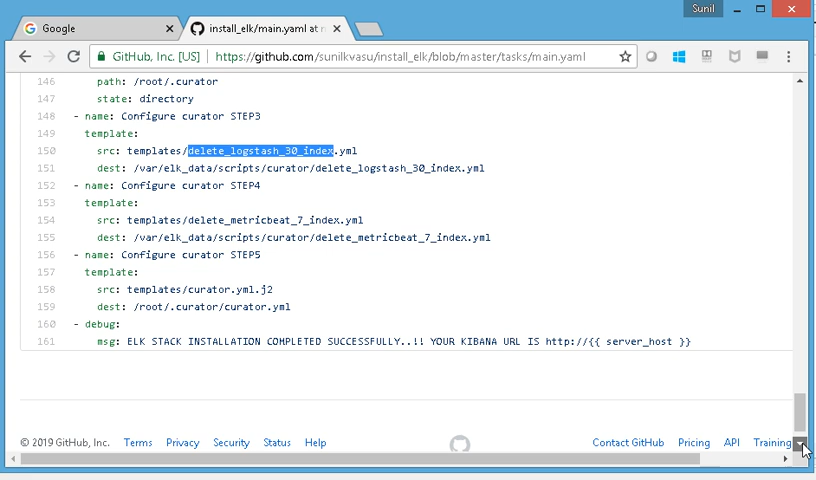 Sunil
Google
install_elk/main.yaml at
GitHub, Inc. [US] | https://github.com/sunilkvasu/install_elk/blob/master/tasks/main.yaml
146 path: /root/.curator
147 state: directory
148 - name: Configure curator STEP3
149 template:
150 src: templates/delete_logstash_30_index.yml
151 dest: /var/elk_data/scripts/curator/delete_logstash_30_index.yml
152 - name: Configure curator STEP4
153 template:
154 src: templates/delete_metricbeat_7_index.yml
155 dest: /var/elk_data/scripts/curator/delete_metricbeat_7_index.yml
156 - name: Configure curator STEP5
157 template:
158 src: templates/curator.yml.j2
159 dest: /root/.curator/curator.yml
160 - debug:
161 msg: ELK STACK INSTALLATION COMPLETED SUCCESSFULLY..!! YOUR KIBANA URL IS http://{{ server_host }}
© 2019 GitHub, Inc. Terms Privacy Security Status Help Contact GitHub Pricing API Training